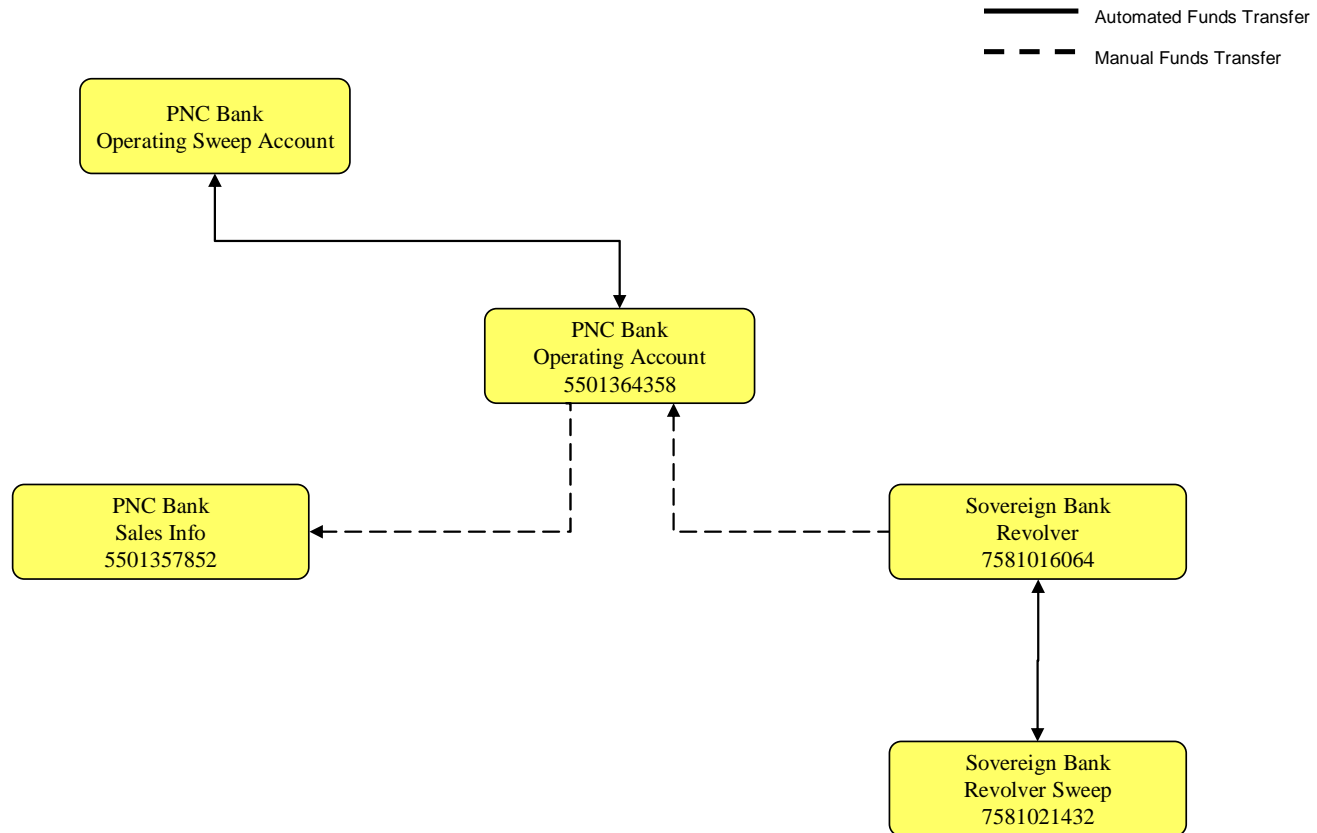 Automated Funds Transfer
Manual Funds Transfer
PNC Bank
Operating Sweep Account
PNC Bank
Operating Account
5501364358
PNC Bank
Sales Info
5501357852
Sovereign Bank
Revolver
7581016064
Sovereign Bank
Revolver Sweep
7581021432